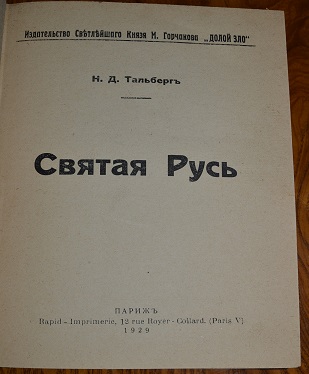 Издательство Свѣтлѣйшаго Князя М. Горчакова „ДОЛОЙ ЗЛО"
Н. Д. Тальбергъ
Святая Русь
ПАРИЖЪ
Rapid - Imprimerie, 12 rue Royer - Collard. (Paris V)
1929